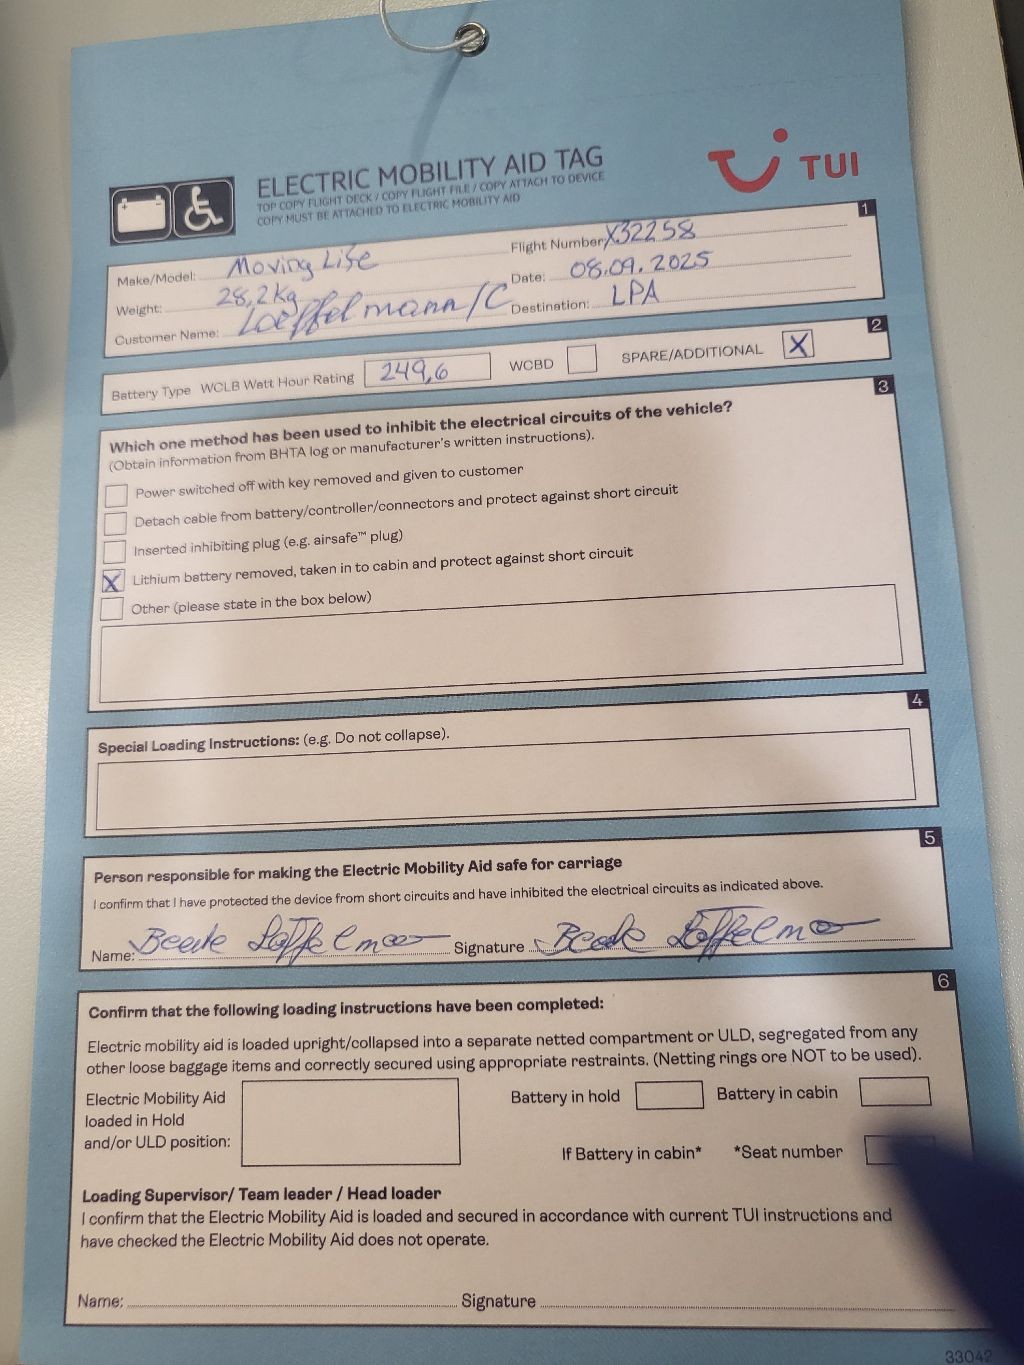 ELECTRIC MOBILITY AID TAG
TOP COPY FLIGHT DECK / COPY FLIGHT FILE / COPY ATTACH TO DEVICE
COPY MUST BE ATTACHED TO ELECTRIC MOBILITY AID
TUI
1
Make/Model: Moving Life Flight Number X32258
Weight: 28,2kg Date: 08.09.2025
Customer Name: Loeffelmann/C Destination: LPA
2
Battery Type WCLB Watt Hour Rating 249,6 WCBD SPARE/ADDITIONAL X
3
Which one method has been used to inhibit the electrical circuits of the vehicle?
(Obtain information from BHTA log or manufacturer's written instructions).
Power switched off with key removed and given to customer
Detach cable from battery/controller/connectors and protect against short circuit
Inserted inhibiting plug (e.g. airsafe™ plug)
X Lithium battery removed, taken in to cabin and protect against short circuit
Other (please state in the box below)
4
Special Loading Instructions: (e.g. Do not collapse).
5
Person responsible for making the Electric Mobility Aid safe for carriage
I confirm that I have protected the device from short circuits and have inhibited the electrical circuits as indicated above.
Name: Beate Signature Beate
6
Confirm that the following loading instructions have been completed:
Electric mobility aid is loaded upright/collapsed into a separate netted compartment or ULD, segregated from any
other loose baggage items and correctly secured using appropriate restraints. (Netting rings are NOT to be used).
Electric Mobility Aid
loaded in Hold
and/or ULD position:
Battery in hold Battery in cabin
If Battery in cabin* *Seat number
Loading Supervisor/ Team leader / Head loader
I confirm that the Electric Mobility Aid is loaded and secured in accordance with current TUI instructions and
have checked the Electric Mobility Aid does not operate.
Name: Signature
33042